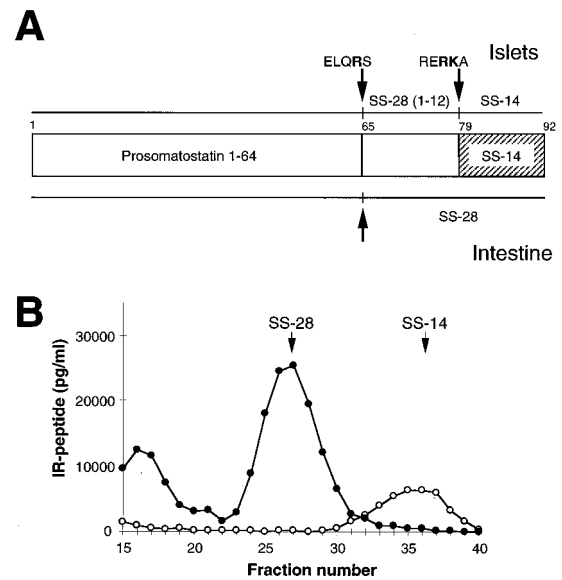 A
Islets
ELQRS RERKA
SS-28 (1-12) SS-14
1 65 79 92
Prosomatostatin 1-64 SS-14
SS-28
Intestine
B
SS-28 SS-14
IR-peptide (pg/ml)
30000
20000
10000
0
15 20 25 30 35 40
Fraction number